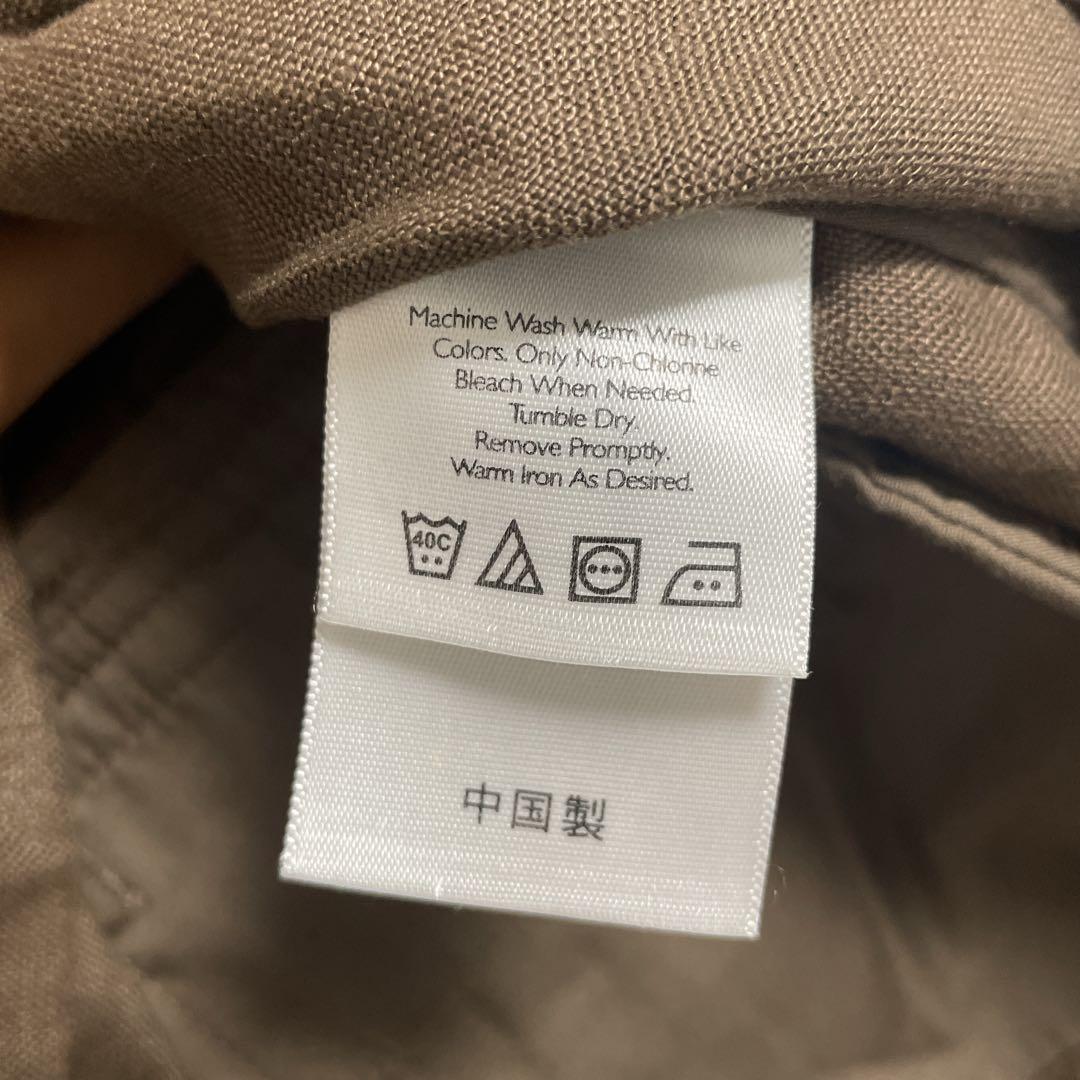 Machine Wash Warm With Like
Colors. Only Non-Chlorine
Bleach When Needed.
Tumble Dry
Remove Promptly.
Warm Iron As Desired.
40C
中国製